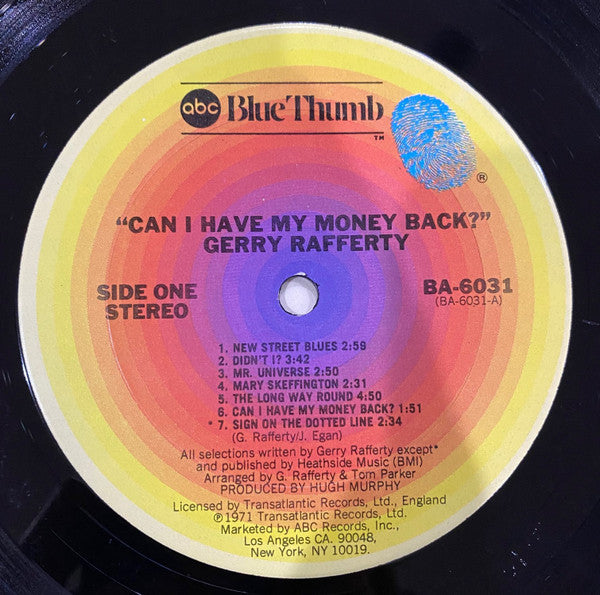 abc Blue Thumb
TM
®
"CAN I HAVE MY MONEY BACK?"
GERRY RAFFERTY
SIDE ONE
STEREO
BA-6031
(BA-6031-A)
1. NEW STREET BLUES 2:59
2. DIDN'T I? 3:42
3. MR. UNIVERSE 2:50
4. MARY SKEFFINGTON 2:31
5. THE LONG WAY ROUND 4:50
6. CAN I HAVE MY MONEY BACK? 1:51
* 7. SIGN ON THE DOTTED LINE 2:34
(G. Rafferty/J. Egan)
All selections written by Gerry Rafferty except*
and published by Heathside Music (BMI)
Arranged by G. Rafferty & Tom Parker
PRODUCED BY HUGH MURPHY
Licensed by Transatlantic Records, Ltd., England
℗1971 Transatlantic Records, Ltd.
Marketed by ABC Records, Inc.,
Los Angeles CA. 90048,
New York, NY 10019.